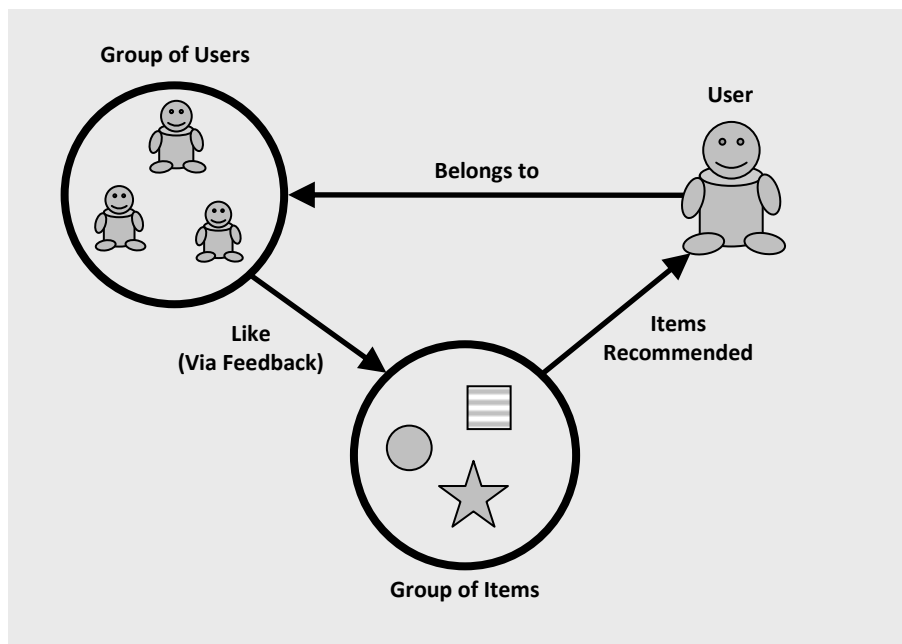 Group of Users
User
Belongs to
Like
(Via Feedback)
Items
Recommended
Group of Items